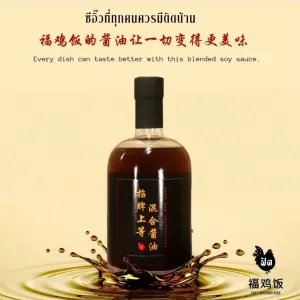 ซีอิ๊วที่ทุกคนควรมีติดบ้าน
福鸡饭的酱油让一切变得更美味
Every dish can taste better with this blended soy sauce.
招牌上等
混合酱油
福鸡饭